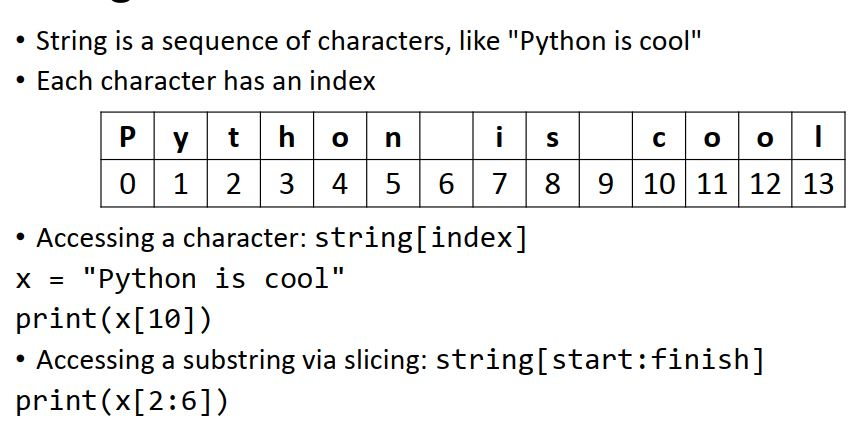 • String is a sequence of characters, like "Python is cool"
• Each character has an index
P y t h o n i s c o o l
0 1 2 3 4 5 6 7 8 9 10 11 12 13
• Accessing a character: string[index]
x = "Python is cool"
print(x[10])
• Accessing a substring via slicing: string[start:finish]
print(x[2:6])